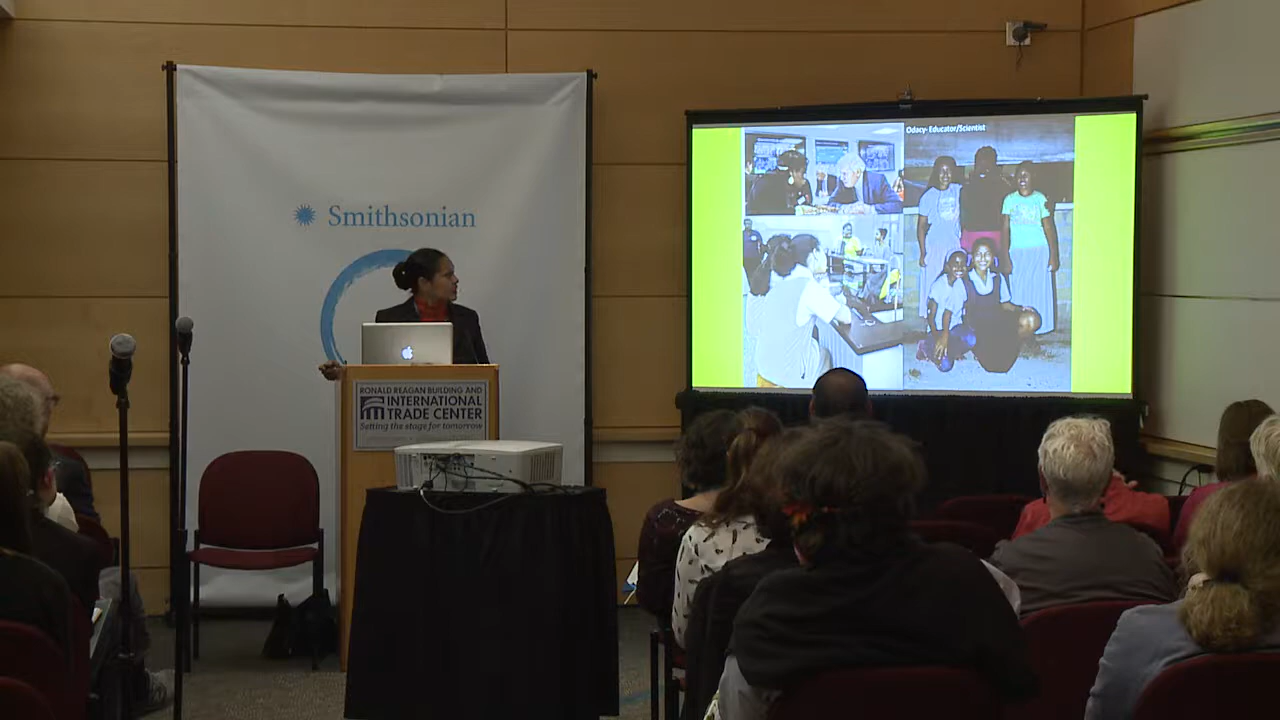 Smithsonian
RONALD REAGAN BUILDING AND
INTERNATIONAL
TRADE CENTER
Setting the stage for tomorrow
Odacy- Educator/Scientist